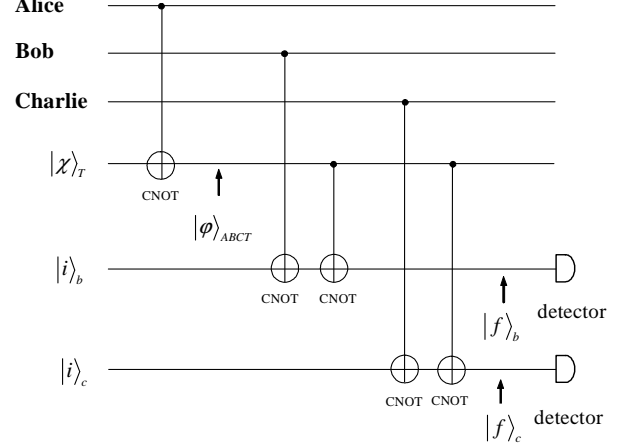 Alice
Bob
Charlie
|χ⟩_T
CNOT
|φ⟩_ABCT
|i⟩_b
CNOT CNOT
|f⟩_b
detector
|i⟩_c
CNOT CNOT
|f⟩_c
detector